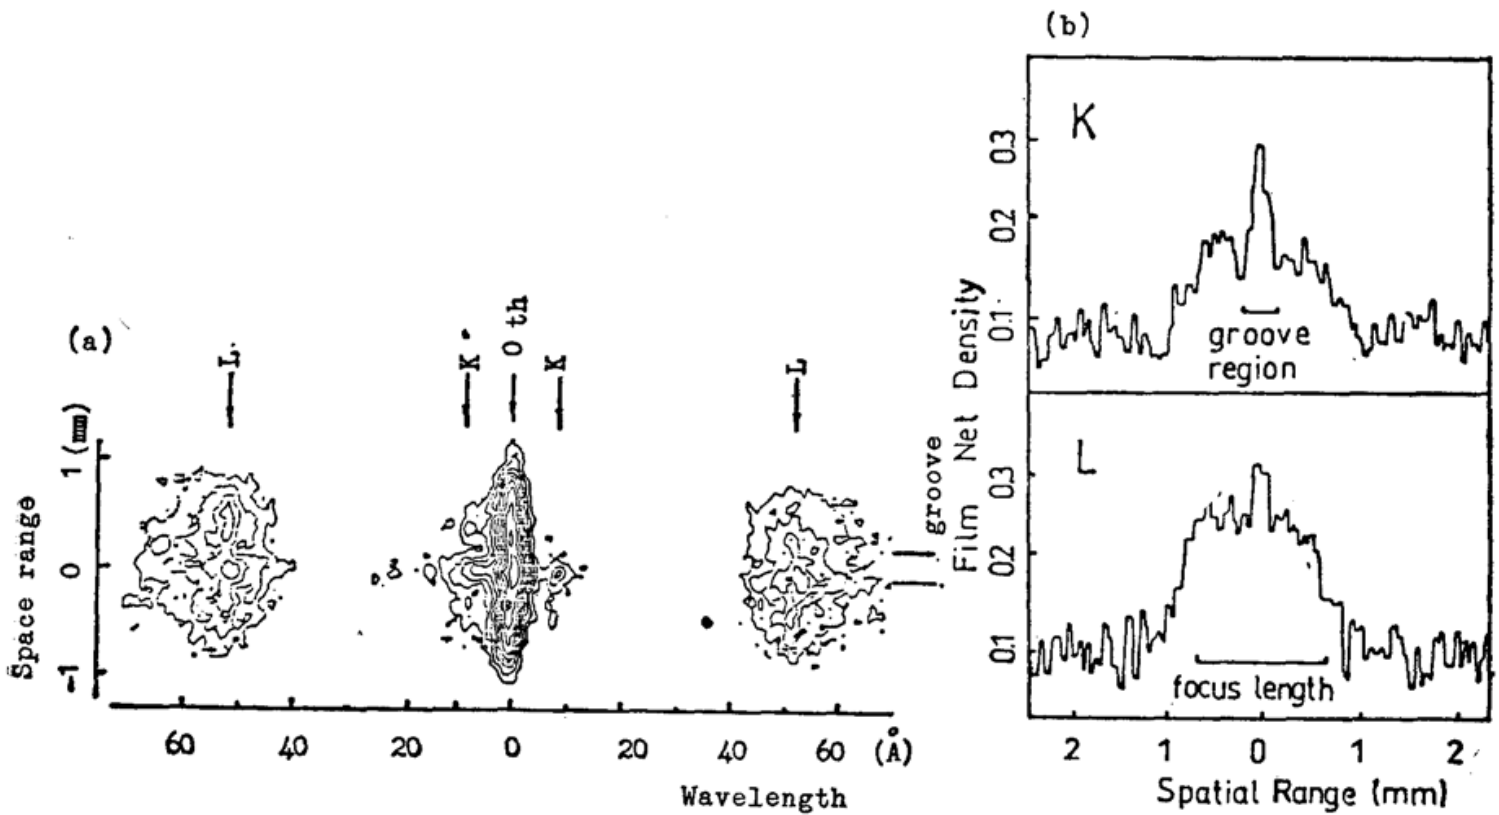 (b)
K
0.3
0.2
0.1
groove
region
L
0.3
0.2
0.1
focus length
2 1 0 1 2
Spatial Range (mm)
Film Net Density
(a)
L
K
0 th
K
L
groove
1 (mm)
0
-1
Space range
60 40 20 0 20 40 60 (Å)
Wavelength